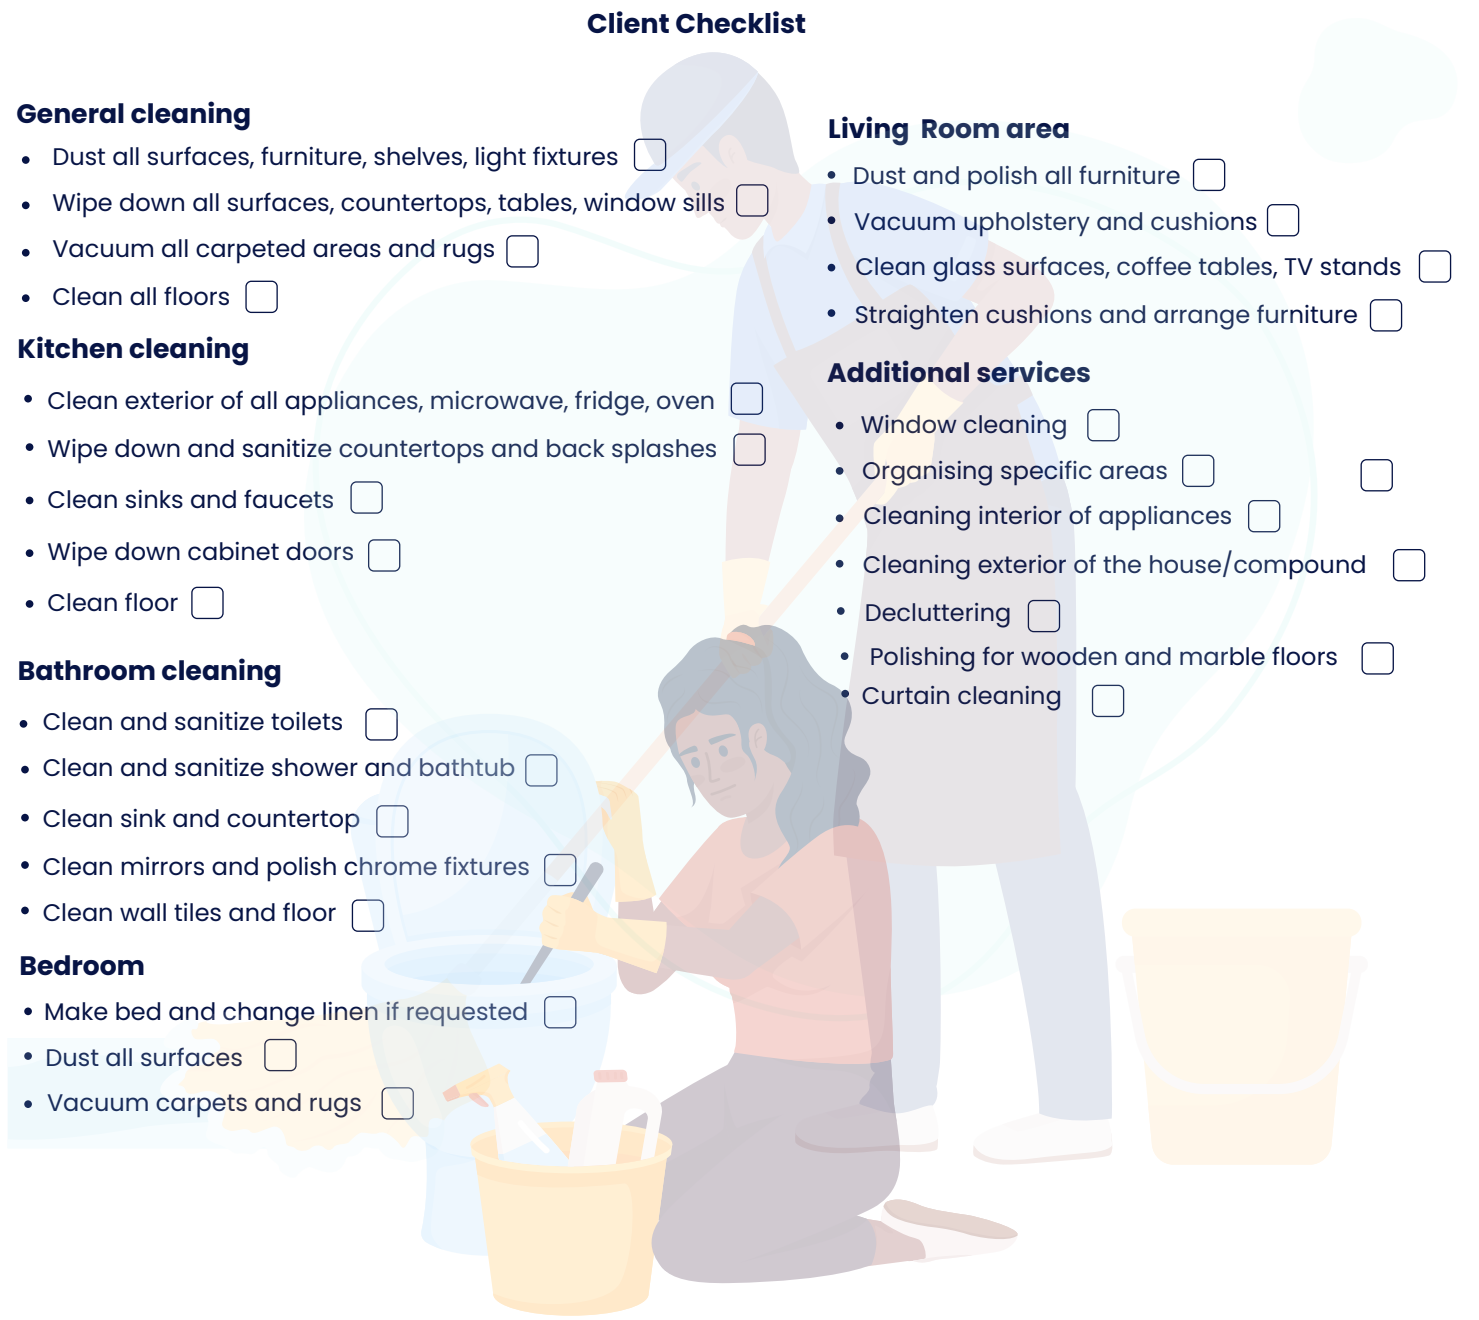 Client Checklist
General cleaning
• Dust all surfaces, furniture, shelves, light fixtures
• Wipe down all surfaces, countertops, tables, window sills
• Vacuum all carpeted areas and rugs
• Clean all floors
Kitchen cleaning
• Clean exterior of all appliances, microwave, fridge, oven
• Wipe down and sanitize countertops and back splashes
• Clean sinks and faucets
• Wipe down cabinet doors
• Clean floor
Bathroom cleaning
• Clean and sanitize toilets
• Clean and sanitize shower and bathtub
• Clean sink and countertop
• Clean mirrors and polish chrome fixtures
• Clean wall tiles and floor
Bedroom
• Make bed and change linen if requested
• Dust all surfaces
• Vacuum carpets and rugs
Living Room area
• Dust and polish all furniture
• Vacuum upholstery and cushions
• Clean glass surfaces, coffee tables, TV stands
• Straighten cushions and arrange furniture
Additional services
• Window cleaning
• Organising specific areas
• Cleaning interior of appliances
• Cleaning exterior of the house/compound
• Decluttering
• Polishing for wooden and marble floors
• Curtain cleaning